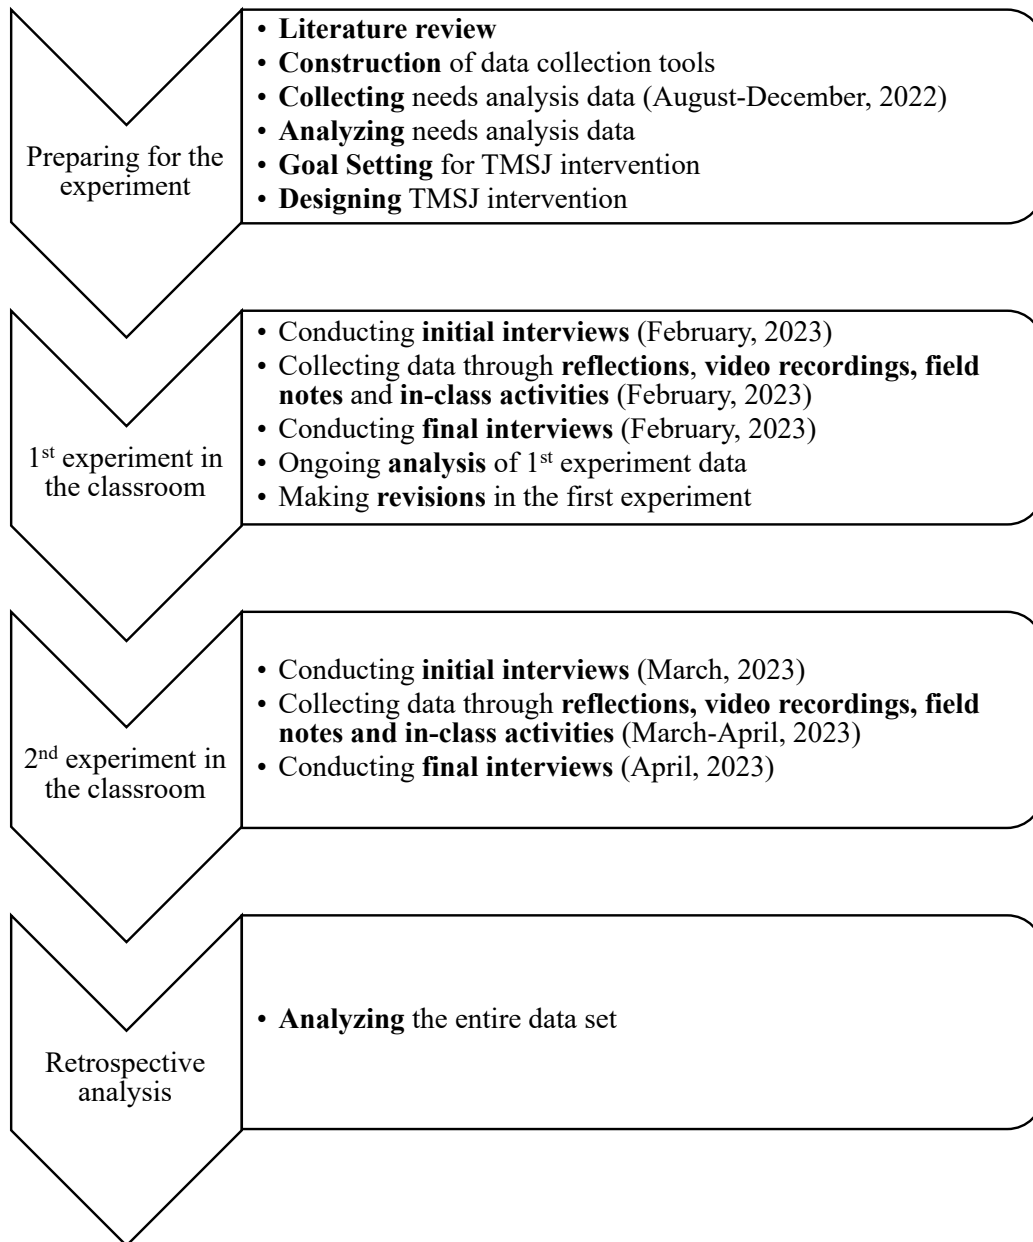 Preparing for the
experiment
• Literature review
• Construction of data collection tools
• Collecting needs analysis data (August-December, 2022)
• Analyzing needs analysis data
• Goal Setting for TMSJ intervention
• Designing TMSJ intervention
1st experiment in
the classroom
• Conducting initial interviews (February, 2023)
• Collecting data through reflections, video recordings, field
notes and in-class activities (February, 2023)
• Conducting final interviews (February, 2023)
• Ongoing analysis of 1st experiment data
• Making revisions in the first experiment
2nd experiment in
the classroom
• Conducting initial interviews (March, 2023)
• Collecting data through reflections, video recordings, field
notes and in-class activities (March-April, 2023)
• Conducting final interviews (April, 2023)
Retrospective
analysis
• Analyzing the entire data set